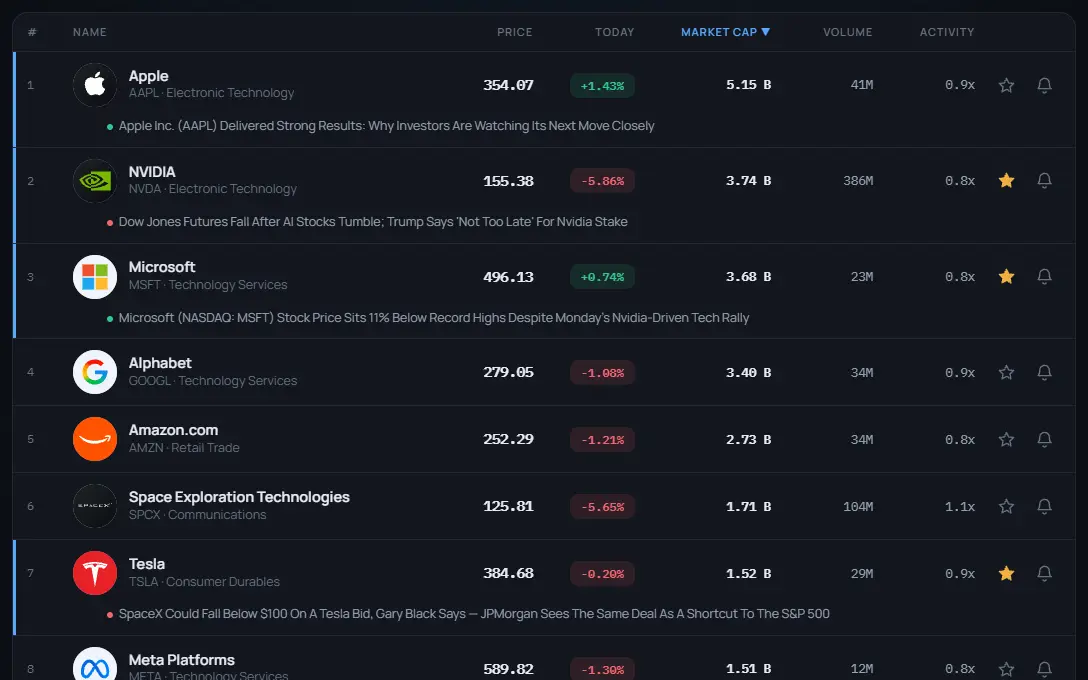 # NAME PRICE TODAY MARKET CAP ▼ VOLUME ACTIVITY
1 Apple 354.07 +1.43% 5.15 B 41M 0.9x
AAPL · Electronic Technology
Apple Inc. (AAPL) Delivered Strong Results: Why Investors Are Watching Its Next Move Closely
2 NVIDIA 155.38 -5.86% 3.74 B 386M 0.8x
NVDA · Electronic Technology
Dow Jones Futures Fall After AI Stocks Tumble; Trump Says 'Not Too Late' For Nvidia Stake
3 Microsoft 496.13 +0.74% 3.68 B 23M 0.8x
MSFT · Technology Services
Microsoft (NASDAQ: MSFT) Stock Price Sits 11% Below Record Highs Despite Monday's Nvidia-Driven Tech Rally
4 Alphabet 279.05 -1.08% 3.40 B 34M 0.9x
GOOGL · Technology Services
5 Amazon.com 252.29 -1.21% 2.73 B 34M 0.8x
AMZN · Retail Trade
6 SPACEX Space Exploration Technologies 125.81 -5.65% 1.71 B 104M 1.1x
SPCX · Communications
7 Tesla 384.68 -0.20% 1.52 B 29M 0.9x
TSLA · Consumer Durables
SpaceX Could Fall Below $100 On A Tesla Bid, Gary Black Says — JPMorgan Sees The Same Deal As A Shortcut To The S&P 500
8 Meta Platforms 589.82 -1.30% 1.51 B 12M 0.8x
META · Technology Services